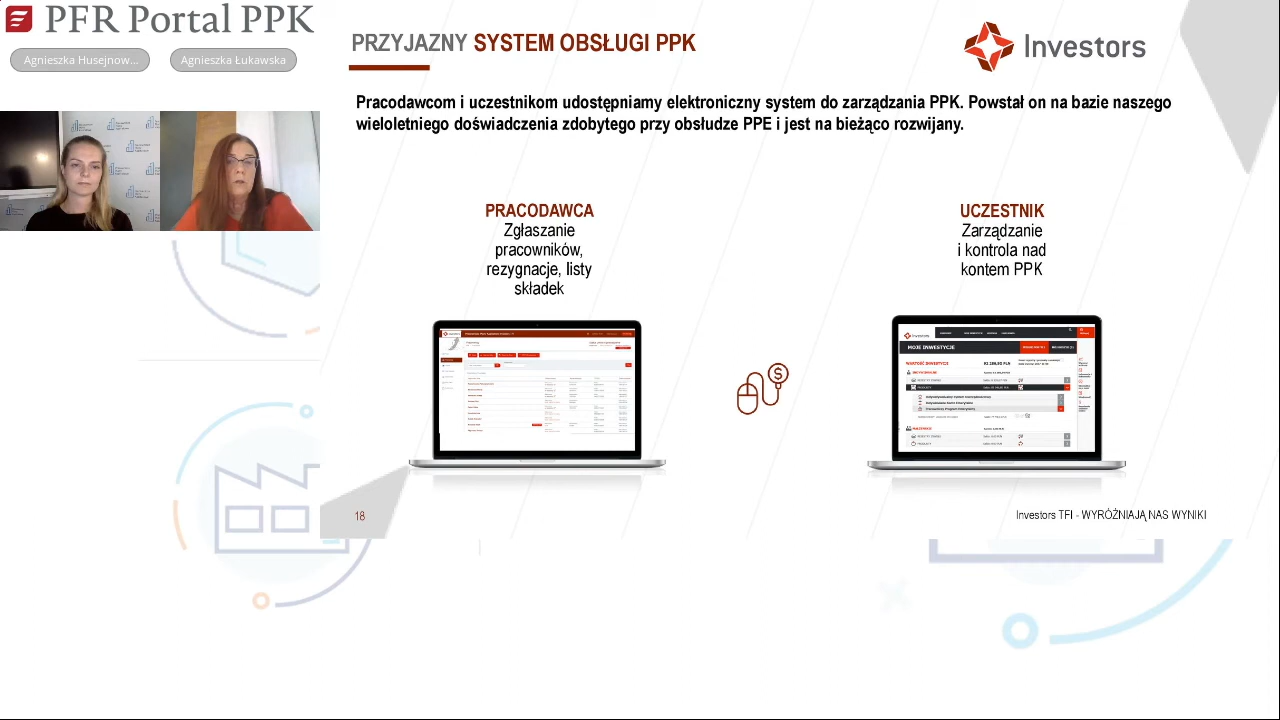 PFR Portal PPK
Agnieszka Husejnow...
Agnieszka Łukawska
PRZYJAZNY SYSTEM OBSŁUGI PPK
Investors
Pracodawcom i uczestnikom udostępniamy elektroniczny system do zarządzania PPK. Powstał on na bazie naszego
wieloletniego doświadczenia zdobytego przy obsłudze PPE i jest na bieżąco rozwijany.
PRACODAWCA
Zgłaszanie
pracowników,
rezygnacje, listy
składek
UCZESTNIK
Zarządzanie
i kontrola nad
kontem PPK
Investors
MOJE INWESTYCJE
18
Investors TFI - WYRÓŻNIAJĄ NAS WYNIKI